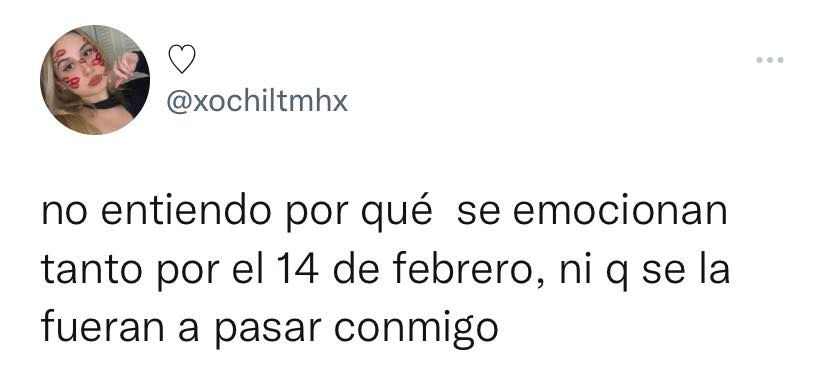 ♡
@xochiltmhx
no entiendo por qué  se emocionan
tanto por el 14 de febrero, ni q se la
fueran a pasar conmigo